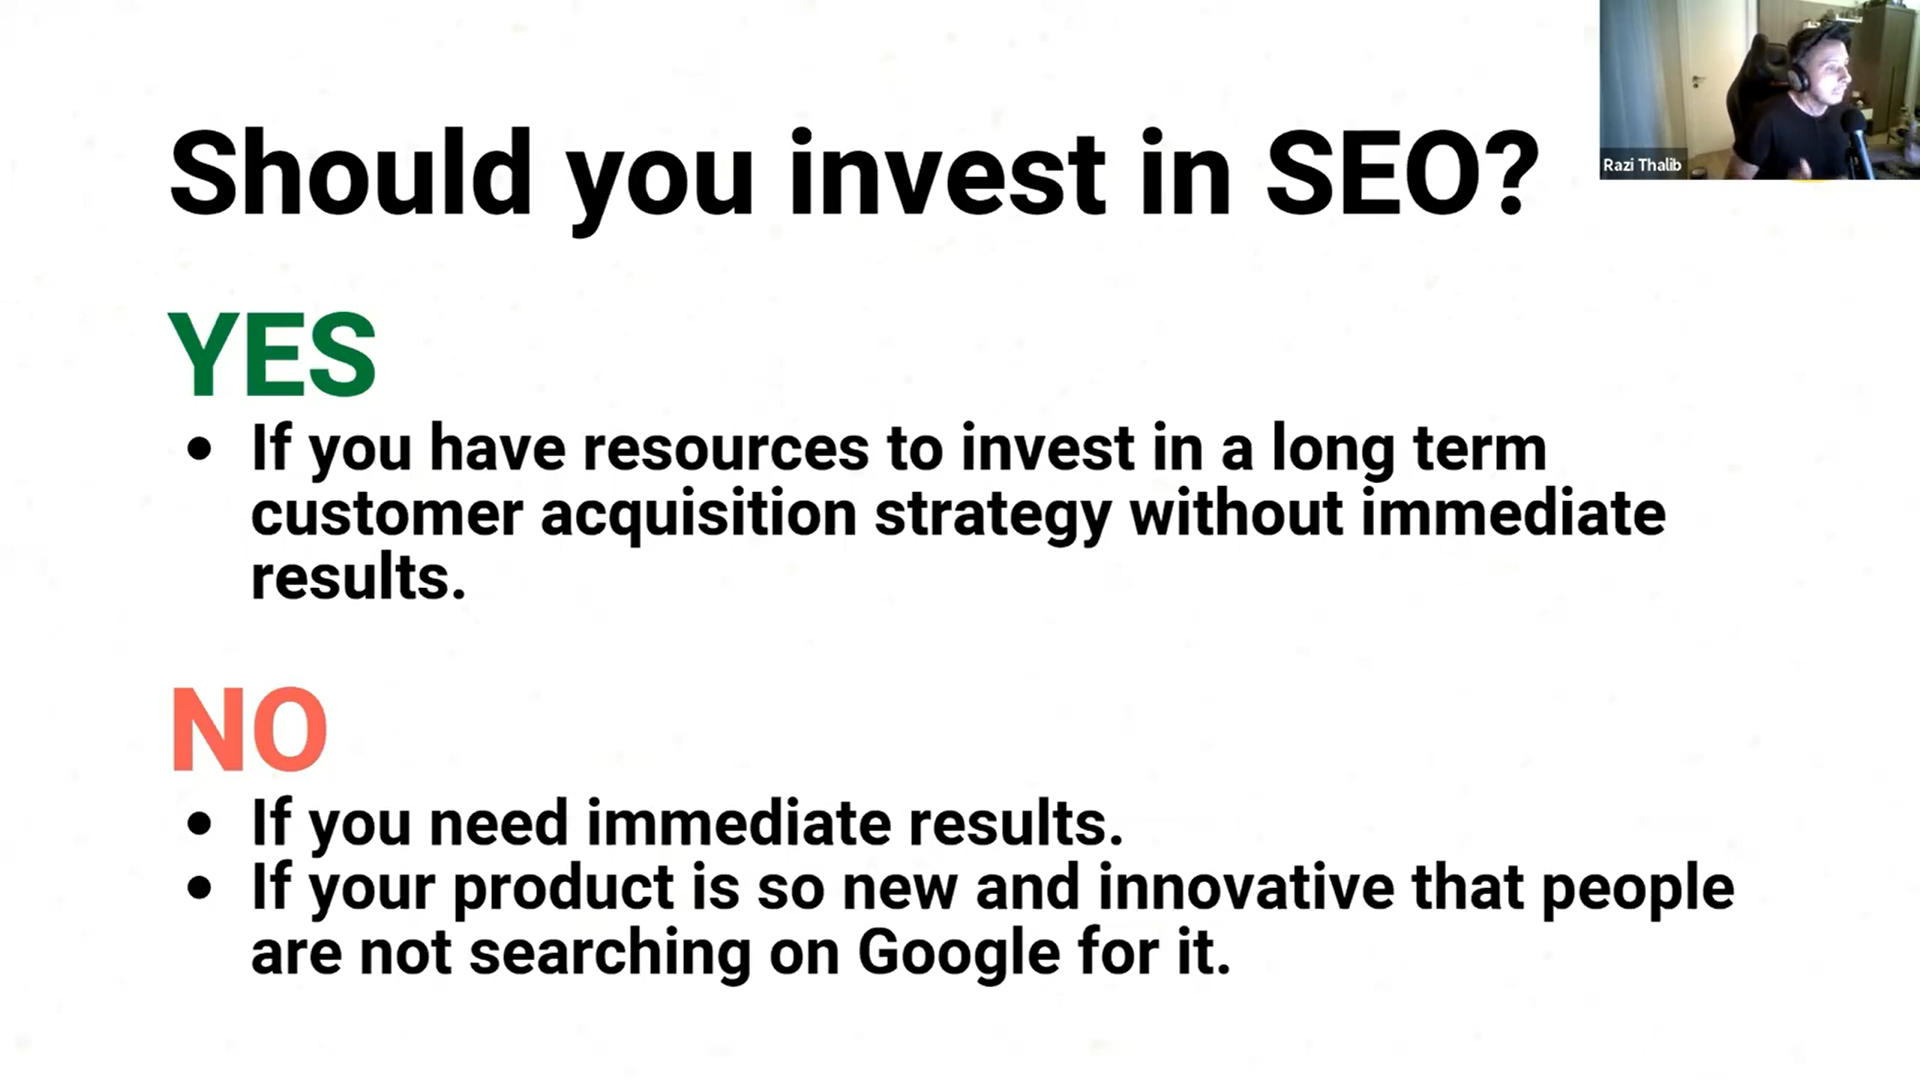 Should you invest in SEO?
Razi Thalib
YES
• If you have resources to invest in a long term
customer acquisition strategy without immediate
results.
NO
• If you need immediate results.
• If your product is so new and innovative that people
are not searching on Google for it.